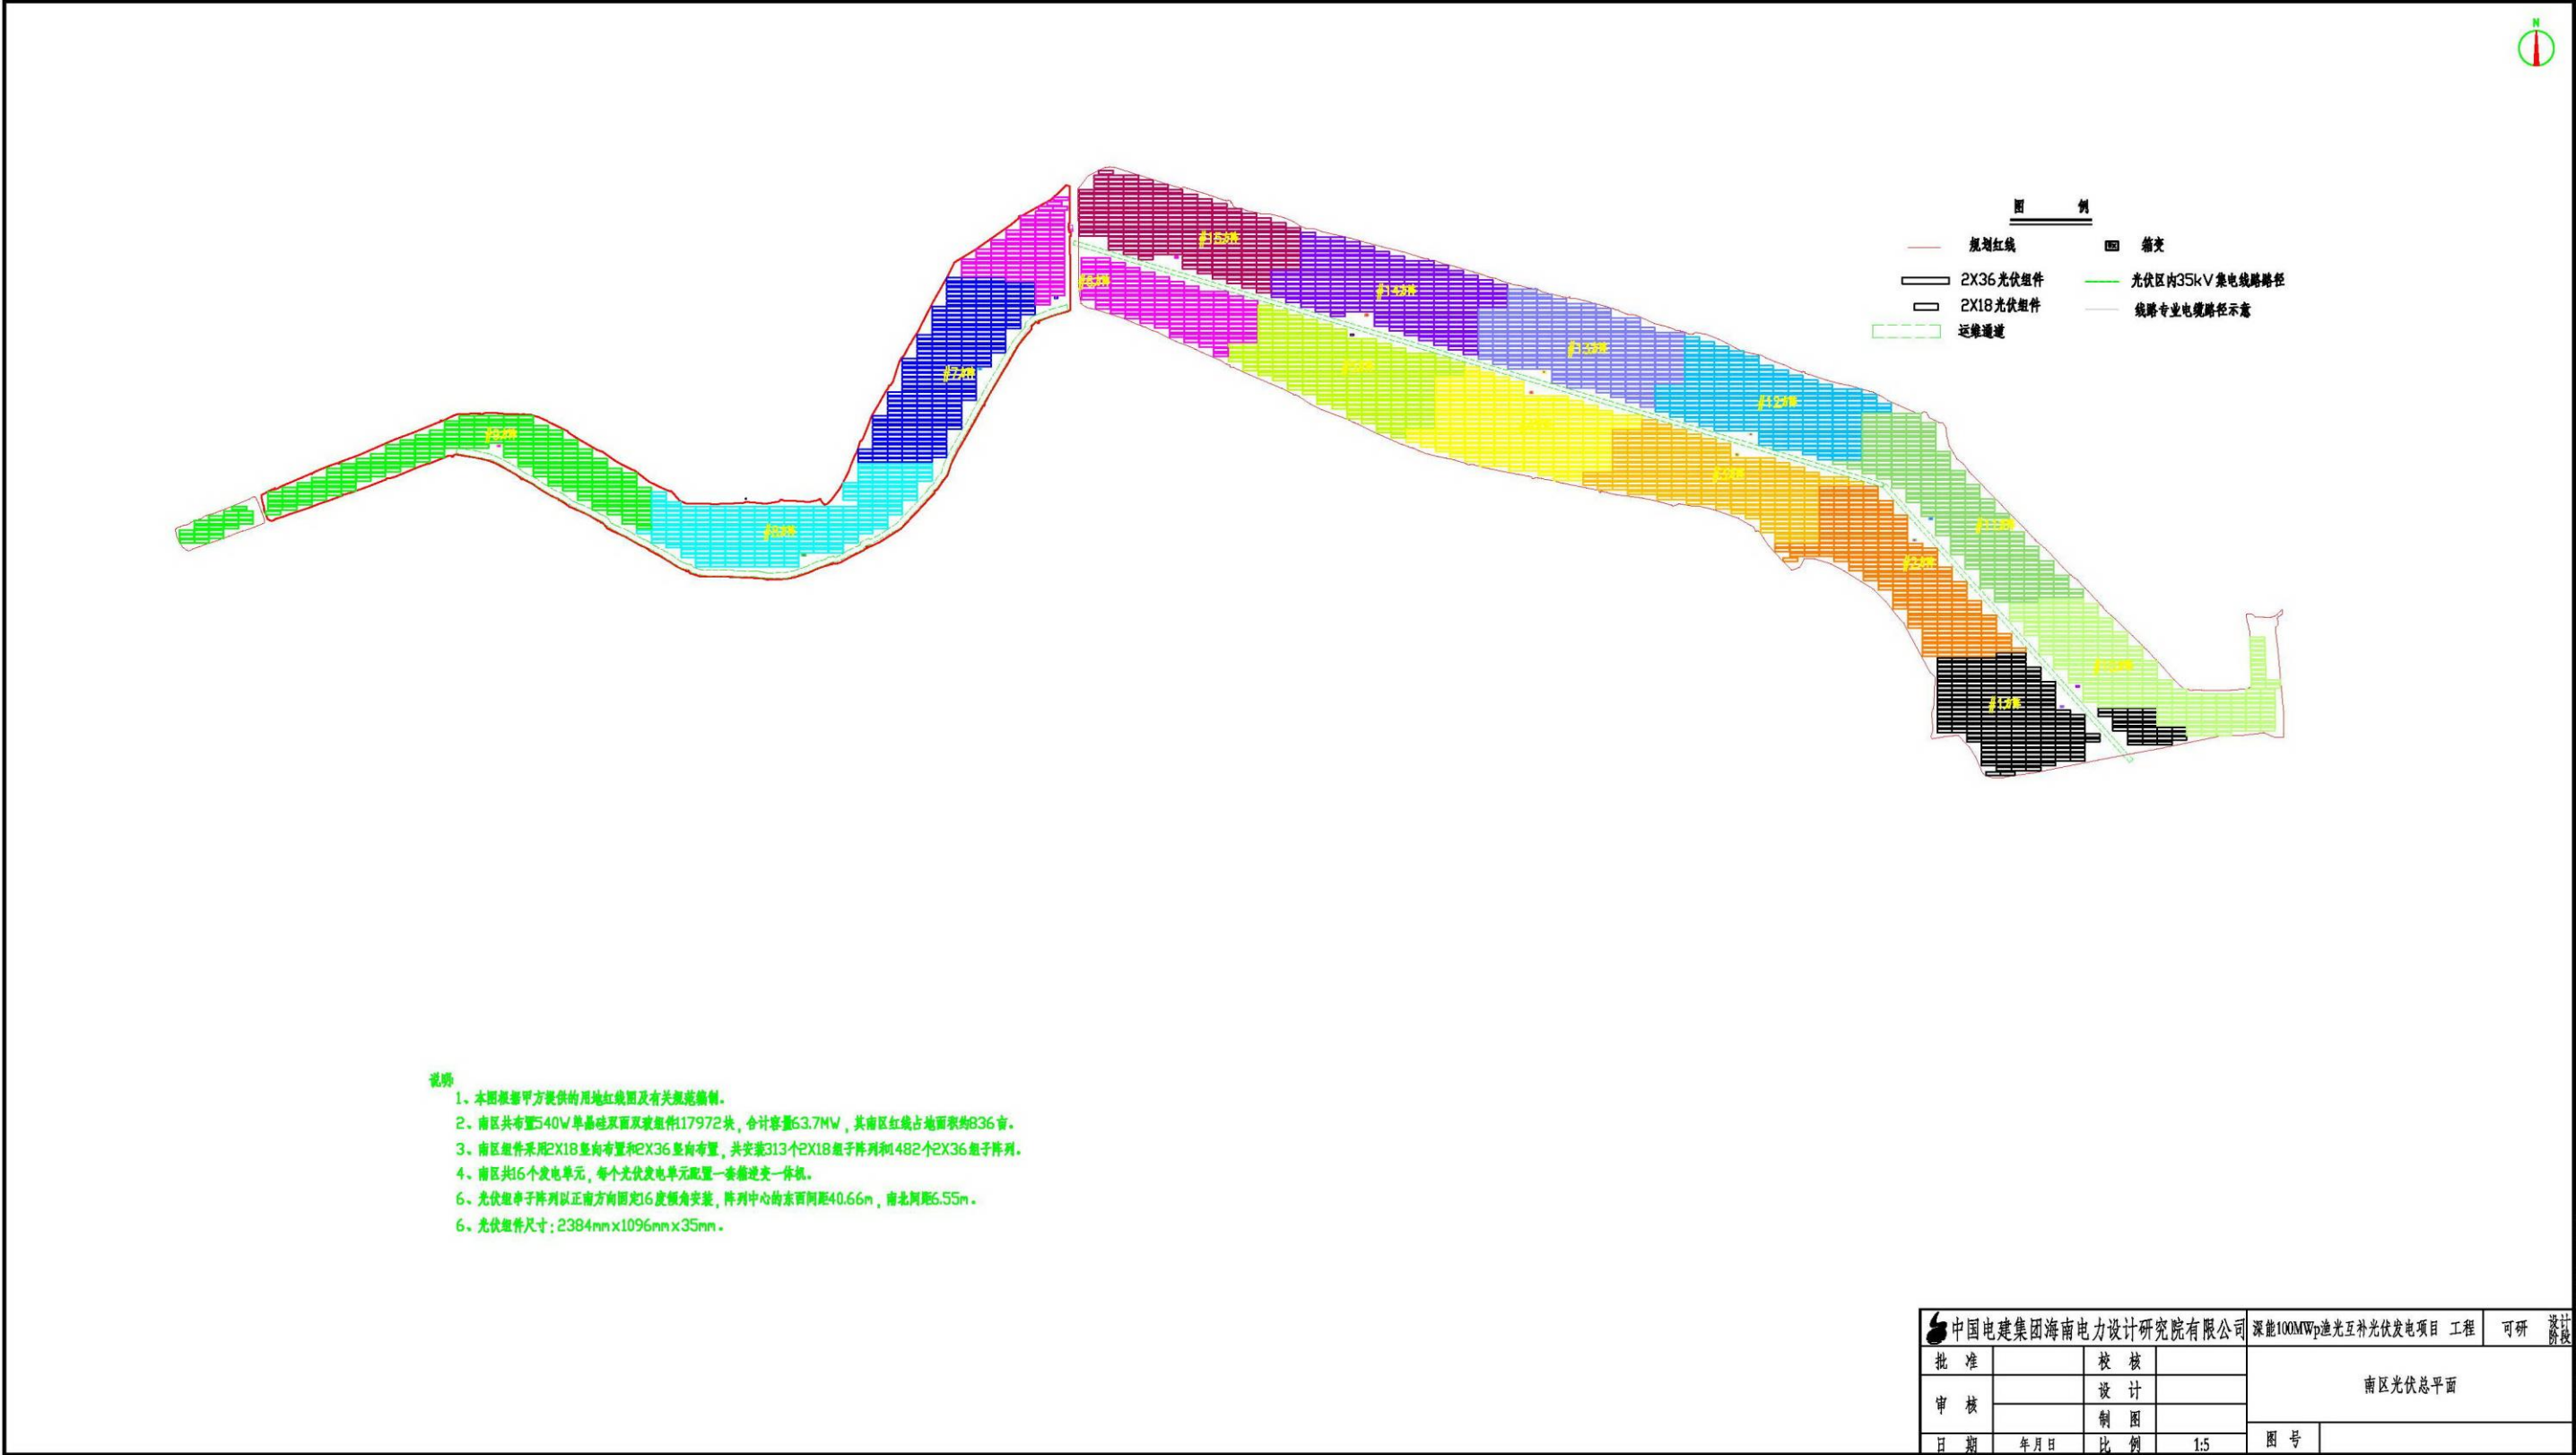 N
图 例
规划红线
箱变
2X36光伏组件
光伏区内35kV集电线路路径
2X18光伏组件
线路专业电缆路径示意
运维通道
说明
1、本图根据甲方提供的用地红线图及有关规范编制。
2、南区共布置540W单晶硅双面双玻组件117972块，合计容量63.7MW，其南区红线占地面积约836亩。
3、南区组件采用2X18竖向布置和2X36竖向布置，共安装313个2X18组子阵列和1482个2X36组子阵列。
4、南区共16个发电单元，每个光伏发电单元配置一套箱逆变一体机。
6、光伏组串子阵列以正南方向固定16度倾角安装，阵列中心的东西间距40.66m，南北间距6.55m。
6、光伏组件尺寸：2384mmx1096mmx35mm。
中国电建集团海南电力设计研究院有限公司
深能100MWp渔光互补光伏发电项目 工程
可研
设计阶段
批 准
校 核
审 核
设 计
制 图
南区光伏总平面
日 期
年月日
比 例
1:5
图 号